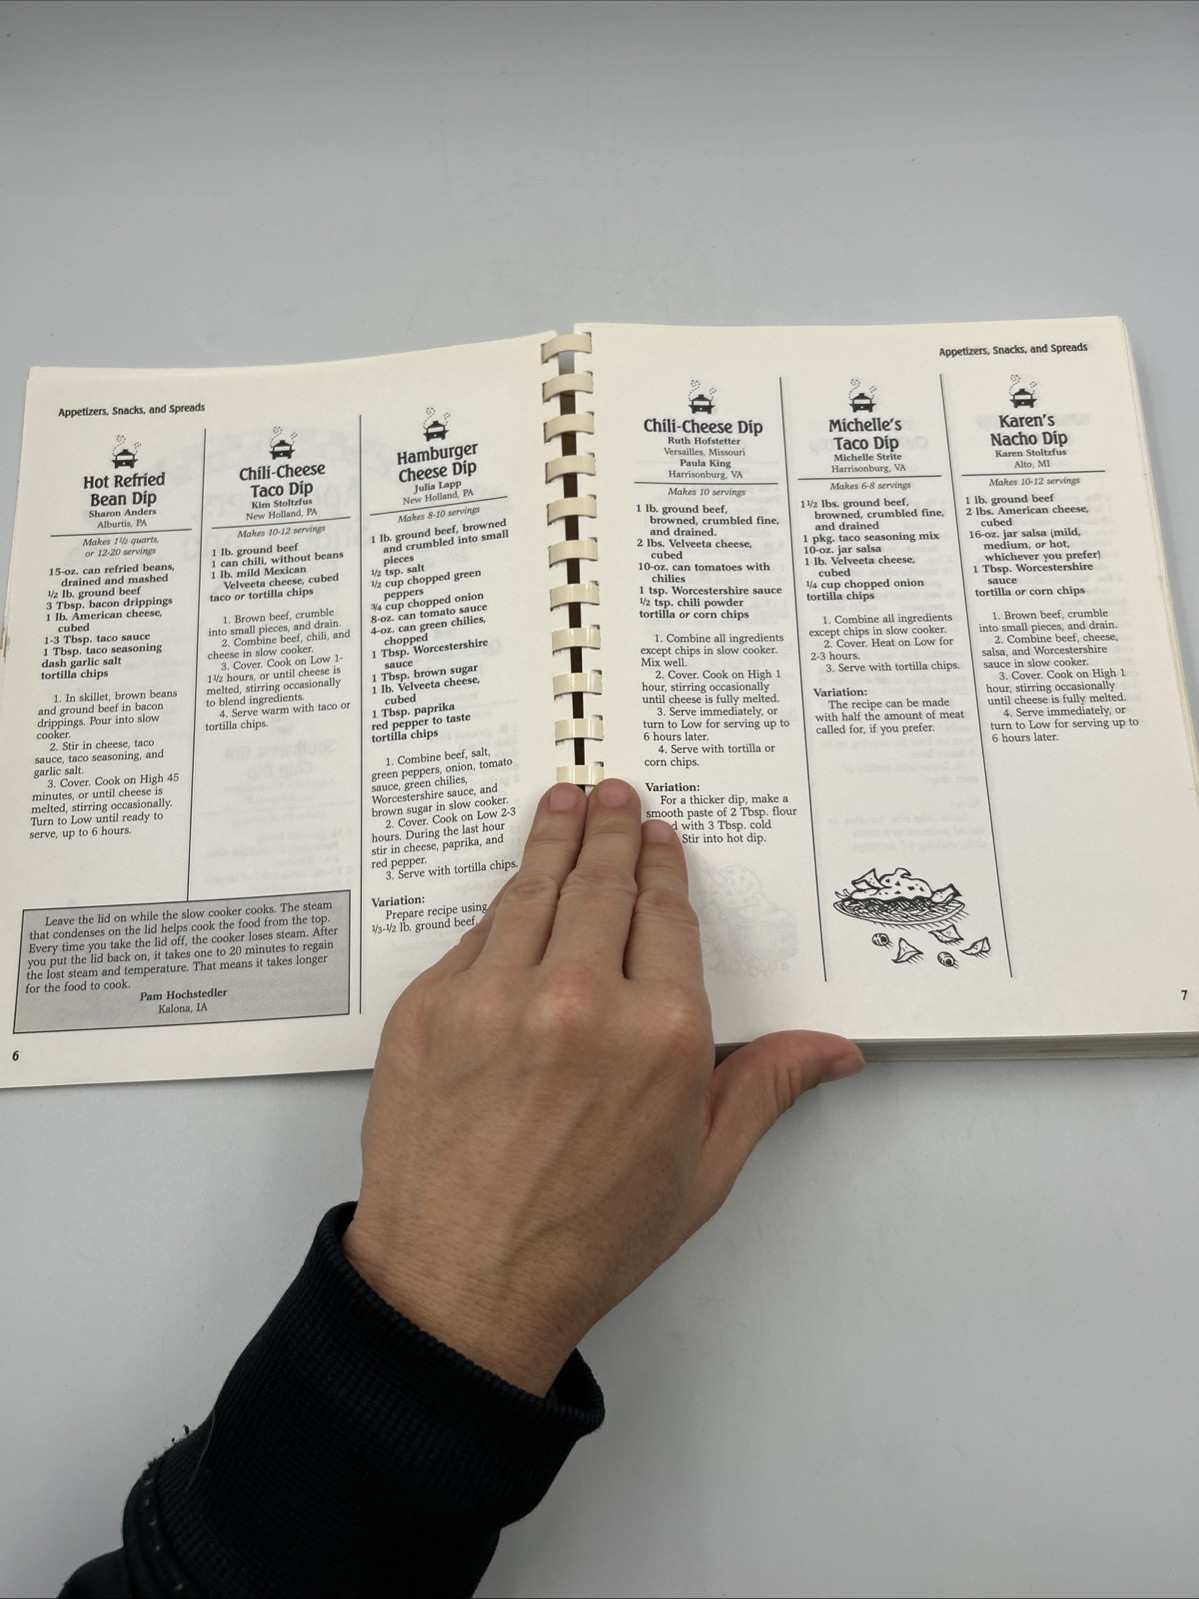 Appetizers, Snacks, and Spreads
Hot Refried
Bean Dip
Sharon Anders
Alburtis, PA
Makes 1½ quarts,
or 12-20 servings
15-oz. can refried beans,
drained and mashed
½ lb. ground beef
3 Tbsp. bacon drippings
1 lb. American cheese,
cubed
1-3 Tbsp. taco sauce
1 Tbsp. taco seasoning
dash garlic salt
tortilla chips
1. In skillet, brown beans
and ground beef in bacon
drippings. Pour into slow
cooker.
2. Stir in cheese, taco
sauce, taco seasoning, and
garlic salt.
3. Cover. Cook on High 45
minutes, or until cheese is
melted, stirring occasionally.
Turn to Low until ready to
serve, up to 6 hours.
Chili-Cheese
Taco Dip
Kim Stoltzfus
New Holland, PA
Makes 10-12 servings
1 lb. ground beef
1 can chili, without beans
1 lb. mild Mexican
Velveeta cheese, cubed
taco or tortilla chips
1. Brown beef, crumble
into small pieces, and drain.
2. Combine beef, chili, and
cheese in slow cooker.
3. Cover. Cook on Low 1-
1½ hours, or until cheese is
melted, stirring occasionally
to blend ingredients.
4. Serve warm with taco or
tortilla chips.
Leave the lid on while the slow cooker cooks. The steam
that condenses on the lid helps cook the food from the top.
Every time you take the lid off, the cooker loses steam. After
you put the lid back on, it takes one to 20 minutes to regain
the lost steam and temperature. That means it takes longer
for the food to cook.
Pam Hochstedler
Kalona, IA
Hamburger
Cheese Dip
Julia Lapp
New Holland, PA
Makes 8-10 servings
1 lb. ground beef, browned
and crumbled into small
pieces
½ tsp. salt
½ cup chopped green
peppers
¾ cup chopped onion
8-oz. can tomato sauce
4-oz. can green chilies,
chopped
1 Tbsp. Worcestershire
sauce
1 Tbsp. brown sugar
1 lb. Velveeta cheese,
cubed
1 Tbsp. paprika
red pepper to taste
tortilla chips
1. Combine beef, salt,
green peppers, onion, tomato
sauce, green chilies,
Worcestershire sauce, and
brown sugar in slow cooker.
2. Cover. Cook on Low 2-3
hours. During the last hour
stir in cheese, paprika, and
red pepper.
3. Serve with tortilla chips.
Variation:
Prepare recipe using
⅓-½ lb. ground beef.
6
Appetizers, Snacks, and Spreads
Chili-Cheese Dip
Ruth Hofstetter
Versailles, Missouri
Paula King
Harrisonburg, VA
Makes 10 servings
1 lb. ground beef,
browned, crumbled fine,
and drained.
2 lbs. Velveeta cheese,
cubed
10-oz. can tomatoes with
chilies
1 tsp. Worcestershire sauce
½ tsp. chili powder
tortilla or corn chips
1. Combine all ingredients
except chips in slow cooker.
Mix well.
2. Cover. Cook on High 1
hour, stirring occasionally
until cheese is fully melted.
3. Serve immediately, or
turn to Low for serving up to
6 hours later.
4. Serve with tortilla or
corn chips.
Variation:
For a thicker dip, make a
smooth paste of 2 Tbsp. flour
with 3 Tbsp. cold
Stir into hot dip.
Michelle's
Taco Dip
Michelle Strite
Harrisonburg, VA
Makes 6-8 servings
1½ lbs. ground beef,
browned, crumbled fine,
and drained
1 pkg. taco seasoning mix
10-oz. jar salsa
1 lb. Velveeta cheese,
cubed
¼ cup chopped onion
tortilla chips
1. Combine all ingredients
except chips in slow cooker.
2. Cover. Heat on Low for
2-3 hours.
3. Serve with tortilla chips.
Variation:
The recipe can be made
with half the amount of meat
called for, if you prefer.
Karen's
Nacho Dip
Karen Stoltzfus
Alto, MI
Makes 10-12 servings
1 lb. ground beef
2 lbs. American cheese,
cubed
16-oz. jar salsa (mild,
medium, or hot,
whichever you prefer)
1 Tbsp. Worcestershire
sauce
tortilla or corn chips
1. Brown beef, crumble
into small pieces, and drain.
2. Combine beef, cheese,
salsa, and Worcestershire
sauce in slow cooker.
3. Cover. Cook on High 1
hour, stirring occasionally
until cheese is fully melted.
4. Serve immediately, or
turn to Low for serving up to
6 hours later.
7